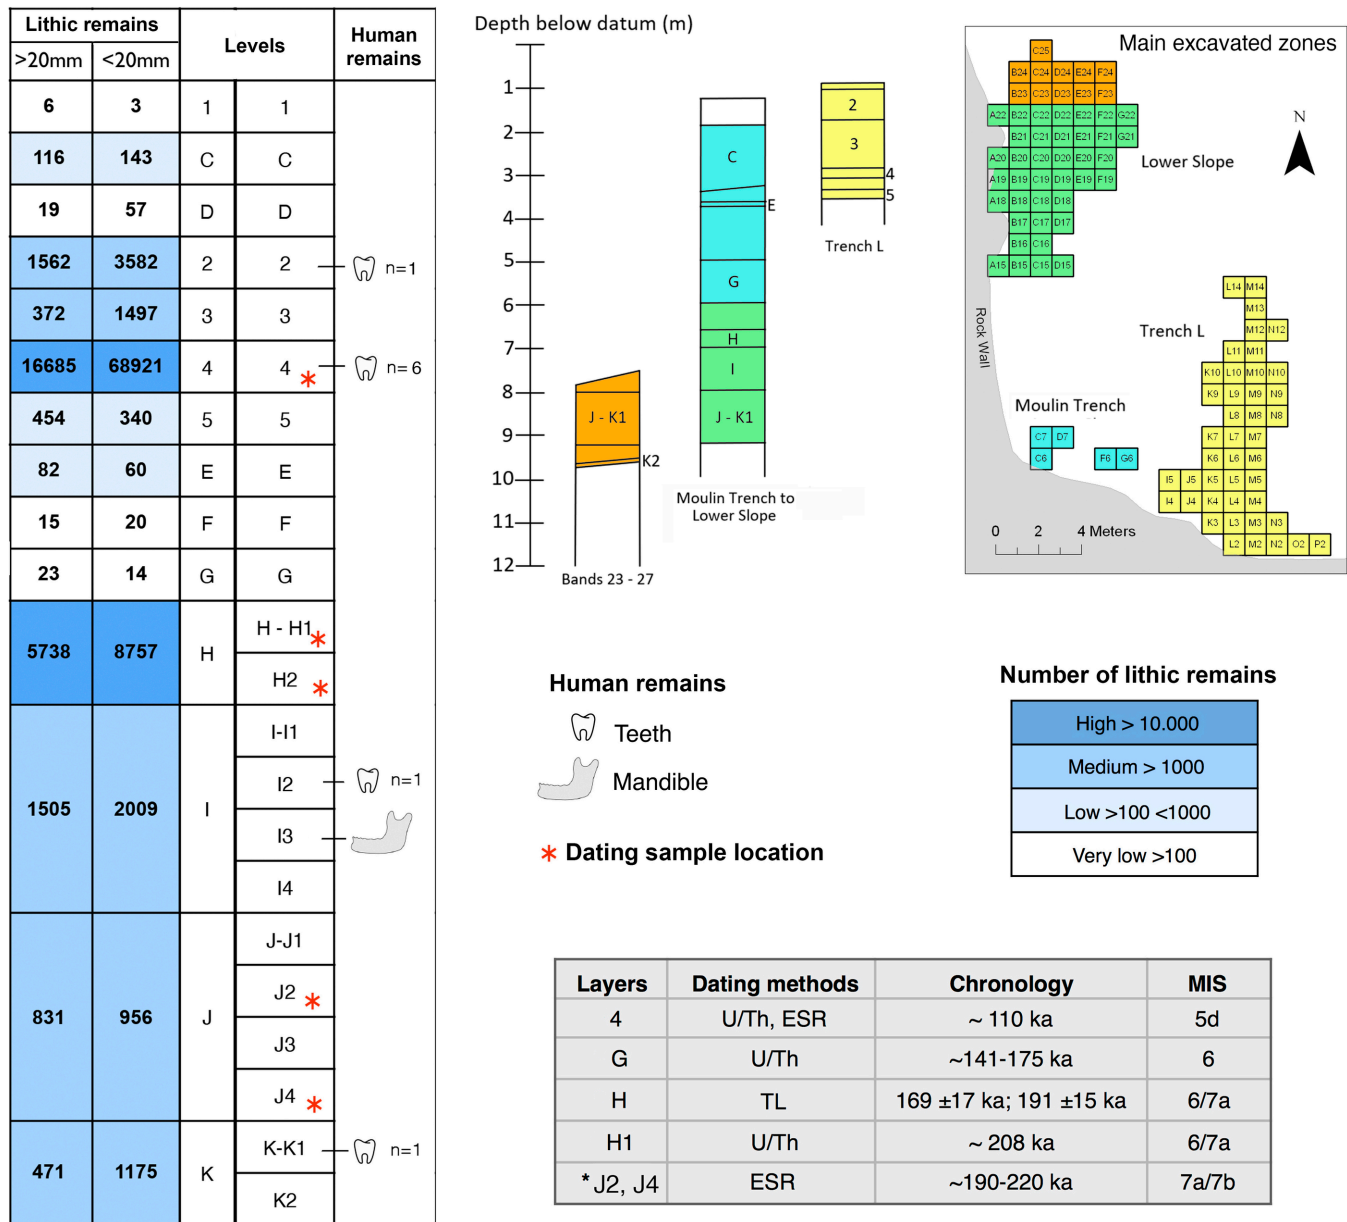 Lithic remains
Levels
Human
remains
>20mm <20mm
6 3 1 1
116 143 C C
19 57 D D
1562 3582 2 2 n=1
372 1497 3 3
16685 68921 4 4 * n=6
454 340 5 5
82 60 E E
15 20 F F
23 14 G G
5738 8757 H
H - H1 *
H2 *
1505 2009 I
I-I1
I2 n=1
I3
I4
831 956 J
J-J1
J2 *
J3
J4 *
471 1175 K
K-K1 n=1
K2
Depth below datum (m)
1
2
3
4
5
6
7
8
9
10
11
12
J - K1
K2
Bands 23 - 27
C
E
G
H
I
J - K1
Moulin Trench to
Lower Slope
2
3
4
5
Trench L
Main excavated zones
N
C25
B24 C24 D24 E24 F24
B23 C23 D23 E23 F23
A22 B22 C22 D22 E22 F22 G22
B21 C21 D21 E21 F21 G21
A20 B20 C20 D20 E20 F20
A19 B19 C19 D19 E19 F19
A18 B18 C18 D18
B17 C17 D17
B16 C16
A15 B15 C15 D15
Lower Slope
Rock Wall
Trench L
L14 M14
M13
M12 N12
L11 M11
K10 L10 M10 N10
K9 L9 M9 N9
L8 M8 N8
K7 L7 M7
K6 L6 M6
I5 J5 K5 L5 M5
I4 J4 K4 L4 M4
K3 L3 M3 N3
L2 M2 N2 O2 P2
Moulin Trench
C7 D7
C6 F6 G6
0 2 4 Meters
Human remains
Teeth
Mandible
* Dating sample location
Number of lithic remains
High > 10.000
Medium > 1000
Low >100 <1000
Very low >100
Layers Dating methods Chronology MIS
4 U/Th, ESR ~ 110 ka 5d
G U/Th ~141-175 ka 6
H TL 169 ±17 ka; 191 ±15 ka 6/7a
H1 U/Th ~ 208 ka 6/7a
* J2, J4 ESR ~190-220 ka 7a/7b